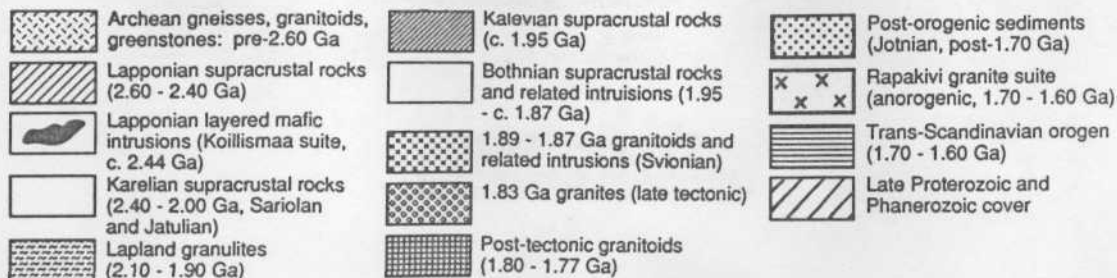 Archean gneisses, granitoids,
greenstones: pre-2.60 Ga
Lapponian supracrustal rocks
(2.60 - 2.40 Ga)
Lapponian layered mafic
intrusions (Koillismaa suite,
c. 2.44 Ga)
Karelian supracrustal rocks
(2.40 - 2.00 Ga, Sariolan
and Jatulian)
Lapland granulites
(2.10 - 1.90 Ga)
Kalevian supracrustal rocks
(c. 1.95 Ga)
Bothnian supracrustal rocks
and related intruisions (1.95
- c. 1.87 Ga)
1.89 - 1.87 Ga granitoids and
related intrusions (Svionian)
1.83 Ga granites (late tectonic)
Post-tectonic granitoids
(1.80 - 1.77 Ga)
Post-orogenic sediments
(Jotnian, post-1.70 Ga)
Rapakivi granite suite
(anorogenic, 1.70 - 1.60 Ga)
Trans-Scandinavian orogen
(1.70 - 1.60 Ga)
Late Proterozoic and
Phanerozoic cover